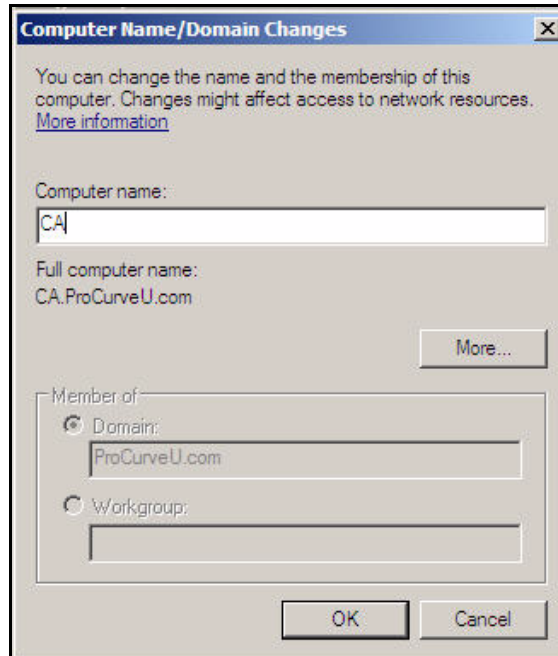 Computer Name/Domain Changes
You can change the name and the membership of this
computer. Changes might affect access to network resources.
More information
Computer name:
CA
Full computer name:
CA.ProCurveU.com
More...
Member of
Domain:
ProCurveU.com
Workgroup:
OK Cancel